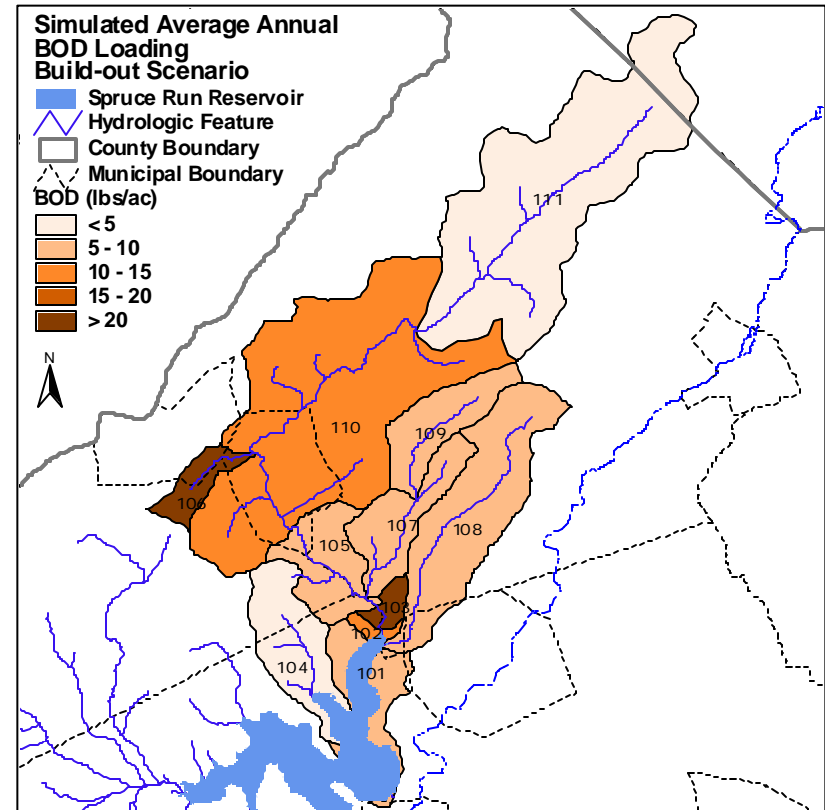 Simulated Average Annual
BOD Loading
Build-out Scenario
Spruce Run Reservoir
Hydrologic Feature
County Boundary
Municipal Boundary
BOD (lbs/ac)
< 5
5 - 10
10 - 15
15 - 20
> 20
N
111
110
109
106
107
108
105
103
102
104
101